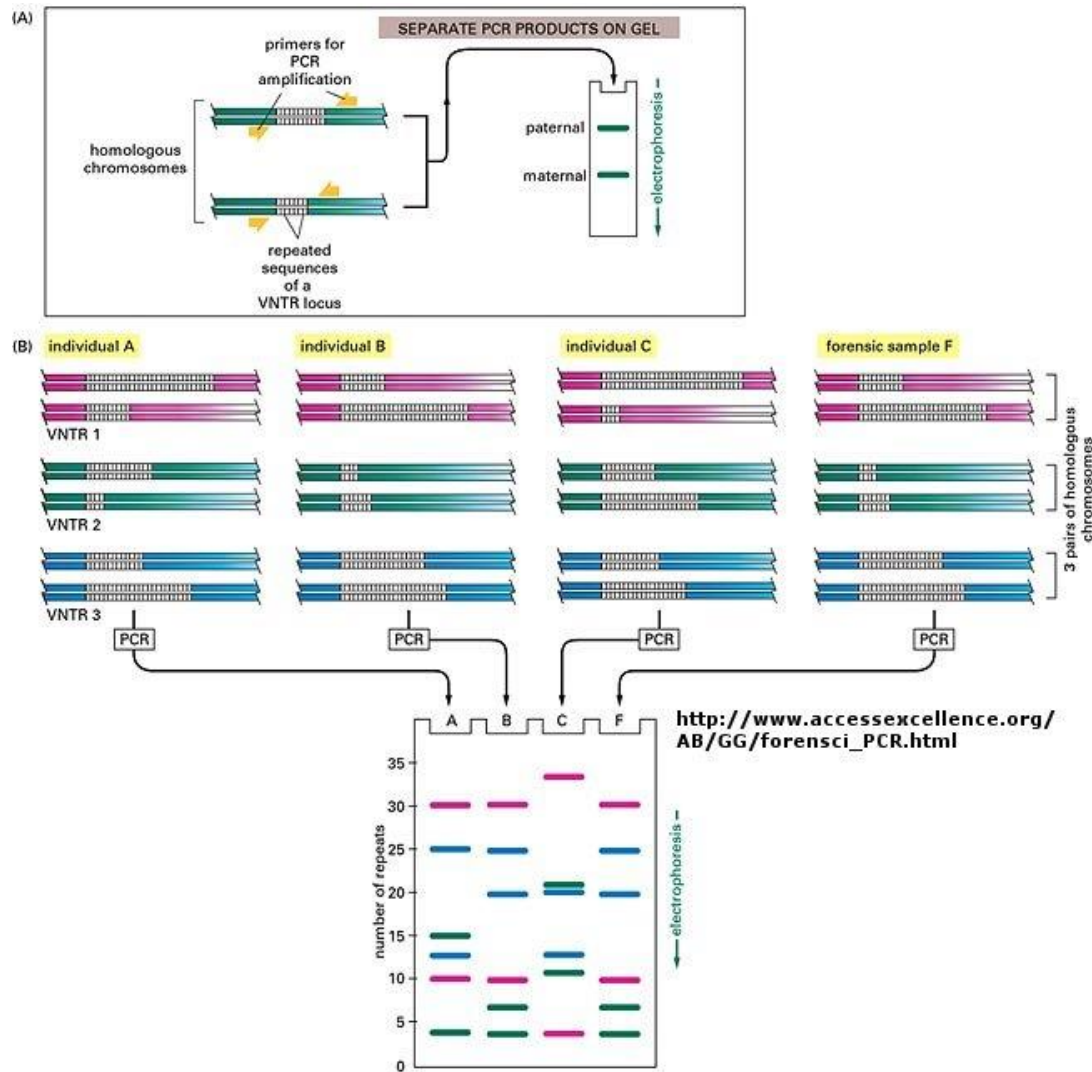 (A)
SEPARATE PCR PRODUCTS ON GEL
primers for
PCR
amplification
homologous
chromosomes
repeated
sequences
of a
VNTR locus
paternal
maternal
electrophoresis
(B)
individual A
individual B
individual C
forensic sample F
VNTR 1
VNTR 2
VNTR 3
3 pairs of homologous
chromosomes
PCR
PCR
PCR
PCR
A
B
C
F
http://www.accessexcellence.org/
AB/GG/forensci_PCR.html
number of repeats
35
30
25
20
15
10
5
0
electrophoresis